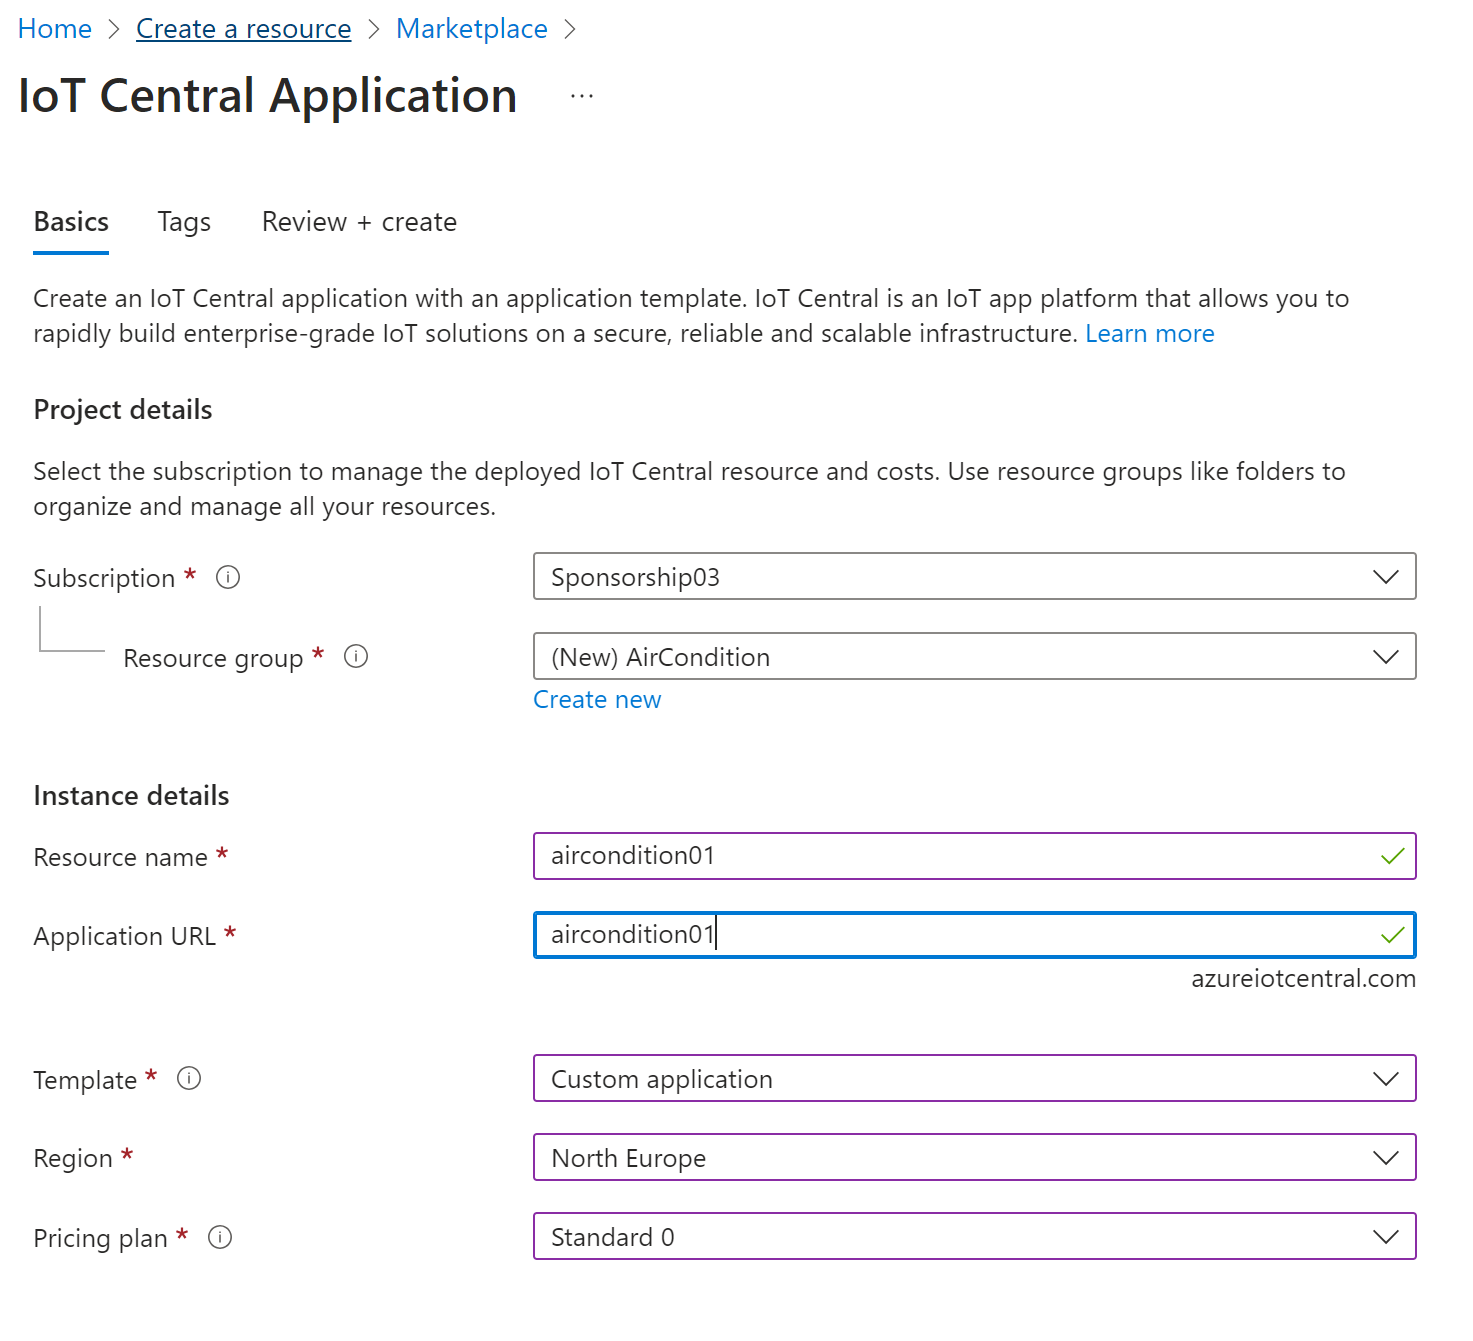 Home > Create a resource > Marketplace >
IoT Central Application ...
Basics Tags Review + create
Create an IoT Central application with an application template. IoT Central is an IoT app platform that allows you to
rapidly build enterprise-grade IoT solutions on a secure, reliable and scalable infrastructure. Learn more
Project details
Select the subscription to manage the deployed IoT Central resource and costs. Use resource groups like folders to
organize and manage all your resources.
Subscription * Sponsorship03
Resource group * (New) AirCondition
Create new
Instance details
Resource name * aircondition01
Application URL * aircondition01
azureiotcentral.com
Template * Custom application
Region * North Europe
Pricing plan * Standard 0